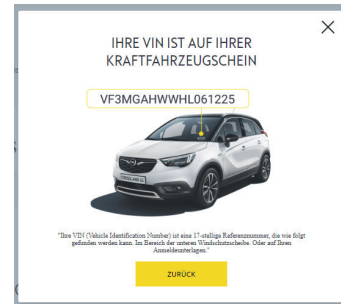 IHRE VIN IST AUF IHRER
KRAFTFAHRZEUGSCHEIN
VF3MGAHWWHL061225
"Ihre VIN (Vehicle Identification Number) ist eine 17-stellige Referenznummer, die wie folgt
gefunden werden kann. Im Bereich der unteren Windschutzscheibe. Oder auf Ihren
Anmeldeunterlagen."
ZURÜCK